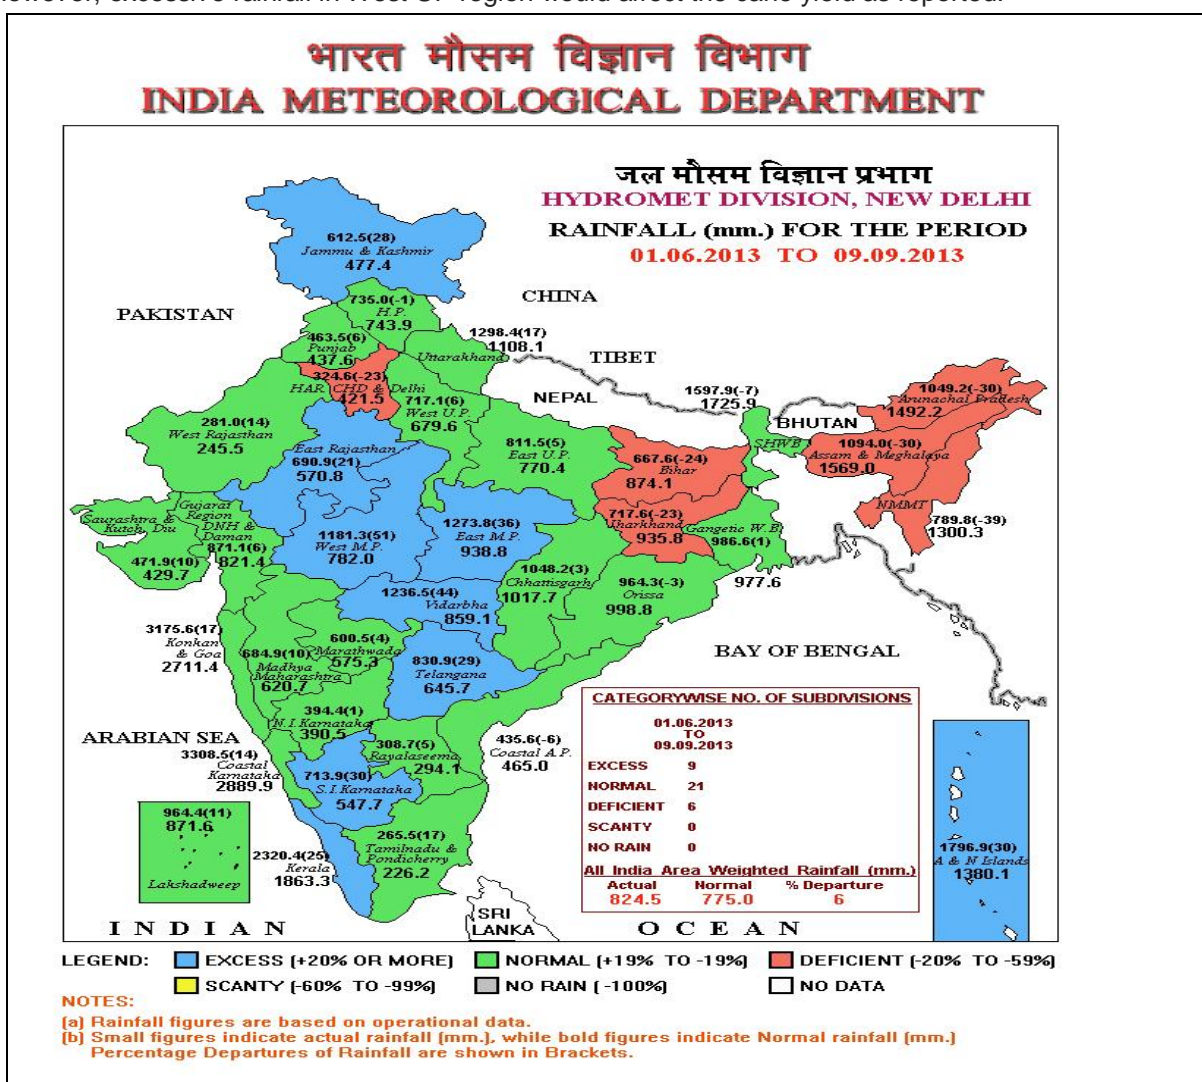 however, excessive rainfall in West UP region would affect the cane yield as reported.
भारत मौसम विज्ञान विभाग
INDIA METEOROLOGICAL DEPARTMENT
जल मौसम विज्ञान प्रभाग
HYDROMET DIVISION, NEW DELHI
RAINFALL (mm.) FOR THE PERIOD
01.06.2013 TO 09.09.2013
612.5(28)
Jammu & Kashmir
477.4
PAKISTAN
CHINA
735.0(-1)
H.P.
743.9
463.5(6)
Punjab
437.6
1298.4(17)
1108.1
Uttarakhand
TIBET
324.6(-23)
HAR, CHD & Delhi
421.5
NEPAL
1597.9(-7)
1725.9
BHUTAN
1049.2(-30)
Arunachal Pradesh
1492.2
717.1(6)
West U.P.
679.6
281.0(14)
West Rajasthan
245.5
East Rajasthan
690.9(21)
570.8
811.5(5)
East U.P.
770.4
667.6(-24)
Bihar
874.1
SHWB
1094.0(-30)
Assam & Meghalaya
1569.0
NMMT
789.8(-39)
1300.3
Saurashtra &
Kutch, Diu
471.9(10)
429.7
Gujarat
Region
DNH &
Daman
871.1(6)
821.4
1181.3(51)
West M.P.
782.0
1273.8(36)
East M.P.
938.8
717.6(-23)
Jharkhand
935.8
Gangetic W.B.
986.6(1)
977.6
1048.2(3)
Chhattisgarh
1017.7
964.3(-3)
Orissa
998.8
1236.5(44)
Vidarbha
859.1
3175.6(17)
Konkan
& Goa
2711.4
684.9(10)
Madhya
Maharashtra
620.7
600.5(4)
Marathwada
575.3
830.9(29)
Telangana
645.7
BAY OF BENGAL
394.4(1)
N.I.Karnataka
390.5
ARABIAN SEA
3308.5(14)
Coastal
Karnataka
2889.9
308.7(5)
Rayalaseema
294.1
435.6(-6)
Coastal A.P.
465.0
713.9(30)
S.I.Karnataka
547.7
964.4(11)
871.6
Lakshadweep
2320.4(25)
Kerala
1863.3
265.5(17)
Tamilnadu &
Pondicherry
226.2
CATEGORYWISE NO. OF SUBDIVISIONS
01.06.2013
TO
09.09.2013
EXCESS 9
NORMAL 21
DEFICIENT 6
SCANTY 0
NO RAIN 0
All India Area Weighted Rainfall (mm.)
Actual Normal % Departure
824.5 775.0 6
1796.9(30)
A & N Islands
1380.1
SRI
LANKA
INDIAN OCEAN
LEGEND: EXCESS (+20% OR MORE) NORMAL (+19% TO -19%) DEFICIENT (-20% TO -59%)
SCANTY (-60% TO -99%) NO RAIN ( -100%) NO DATA
NOTES:
(a) Rainfall figures are based on operational data.
(b) Small figures indicate actual rainfall (mm.), while bold figures indicate Normal rainfall (mm.)
Percentage Departures of Rainfall are shown in Brackets.